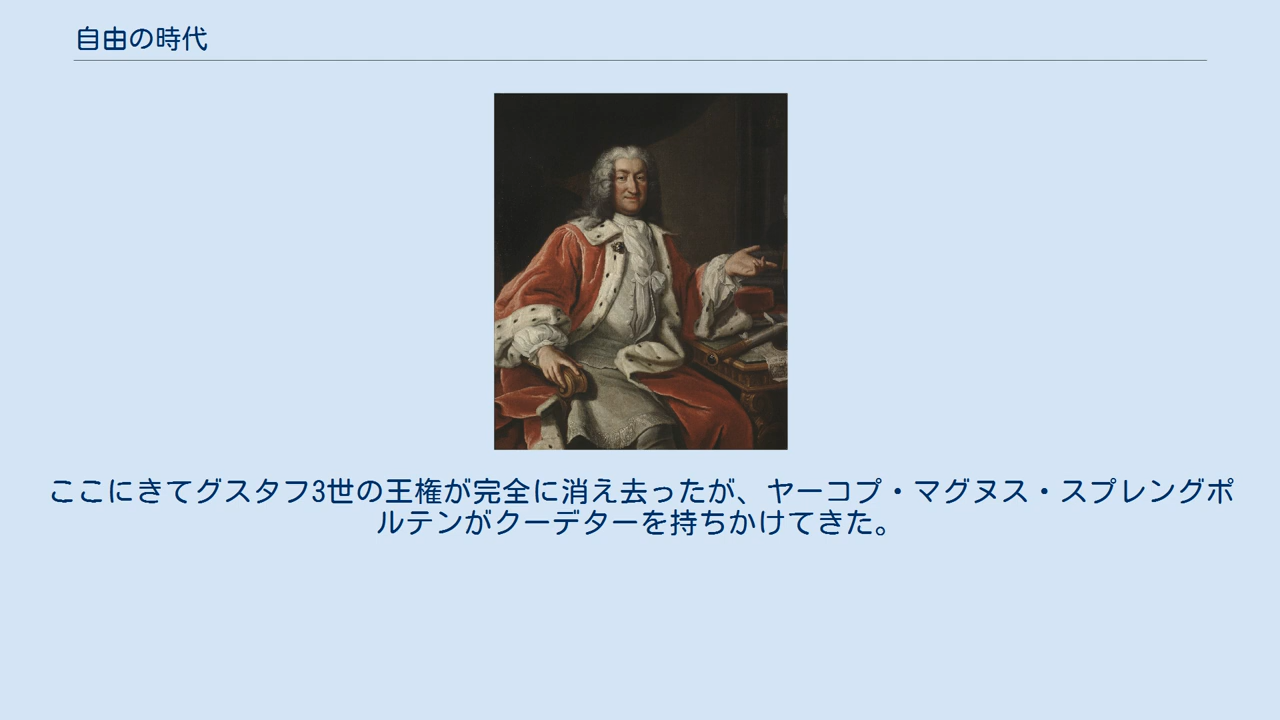 自由の時代
ここにきてグスタフ3世の王権が完全に消え去ったが、ヤーコプ・マグヌス・スプレングポ
ルテンがクーデターを持ちかけてきた。